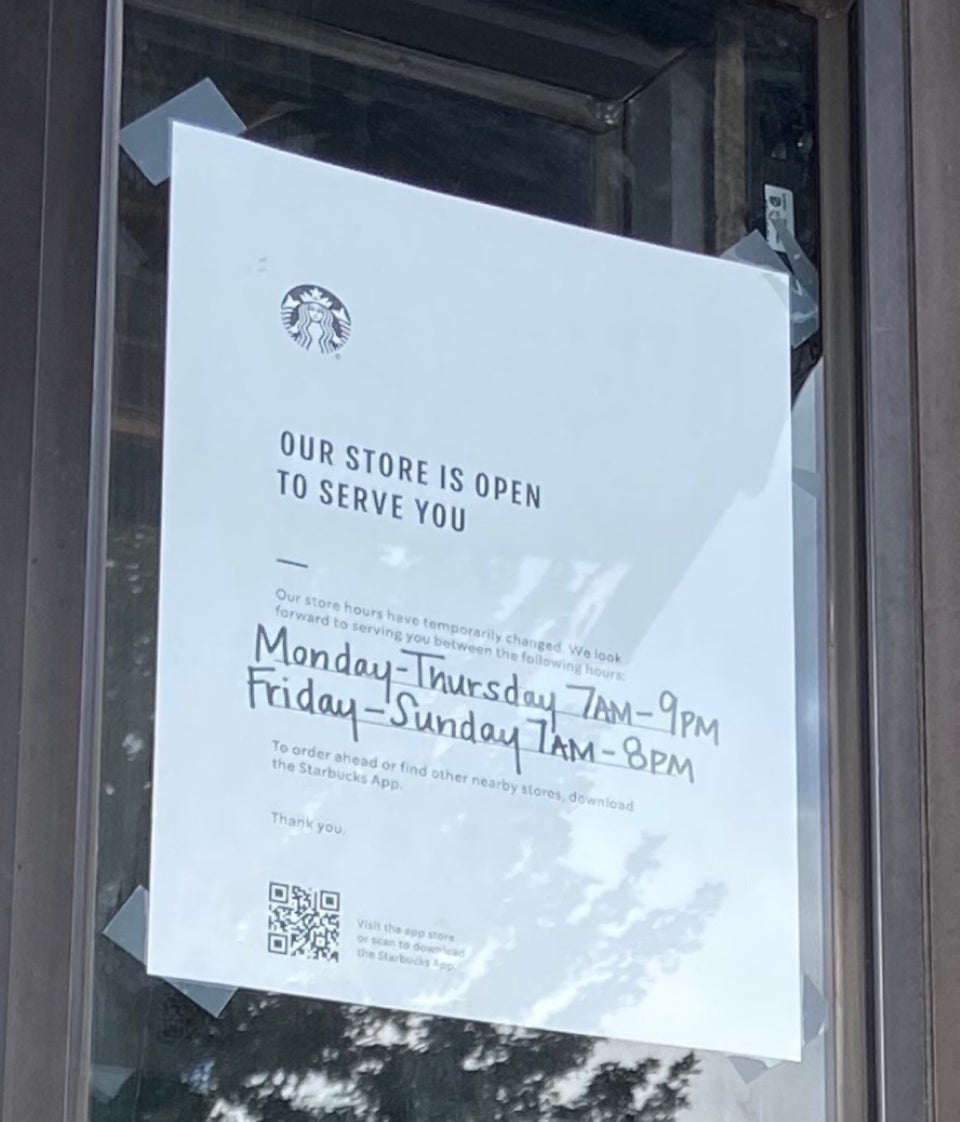 OUR STORE IS OPEN
TO SERVE YOU
Our store hours have temporarily changed. We look
forward to serving you between the following hours:
Monday-Thursday 7AM-9PM
Friday-Sunday 7AM-8PM
To order ahead or find other nearby stores, download
the Starbucks App.
Thank you.
Visit the app store
or scan to download
the Starbucks App.